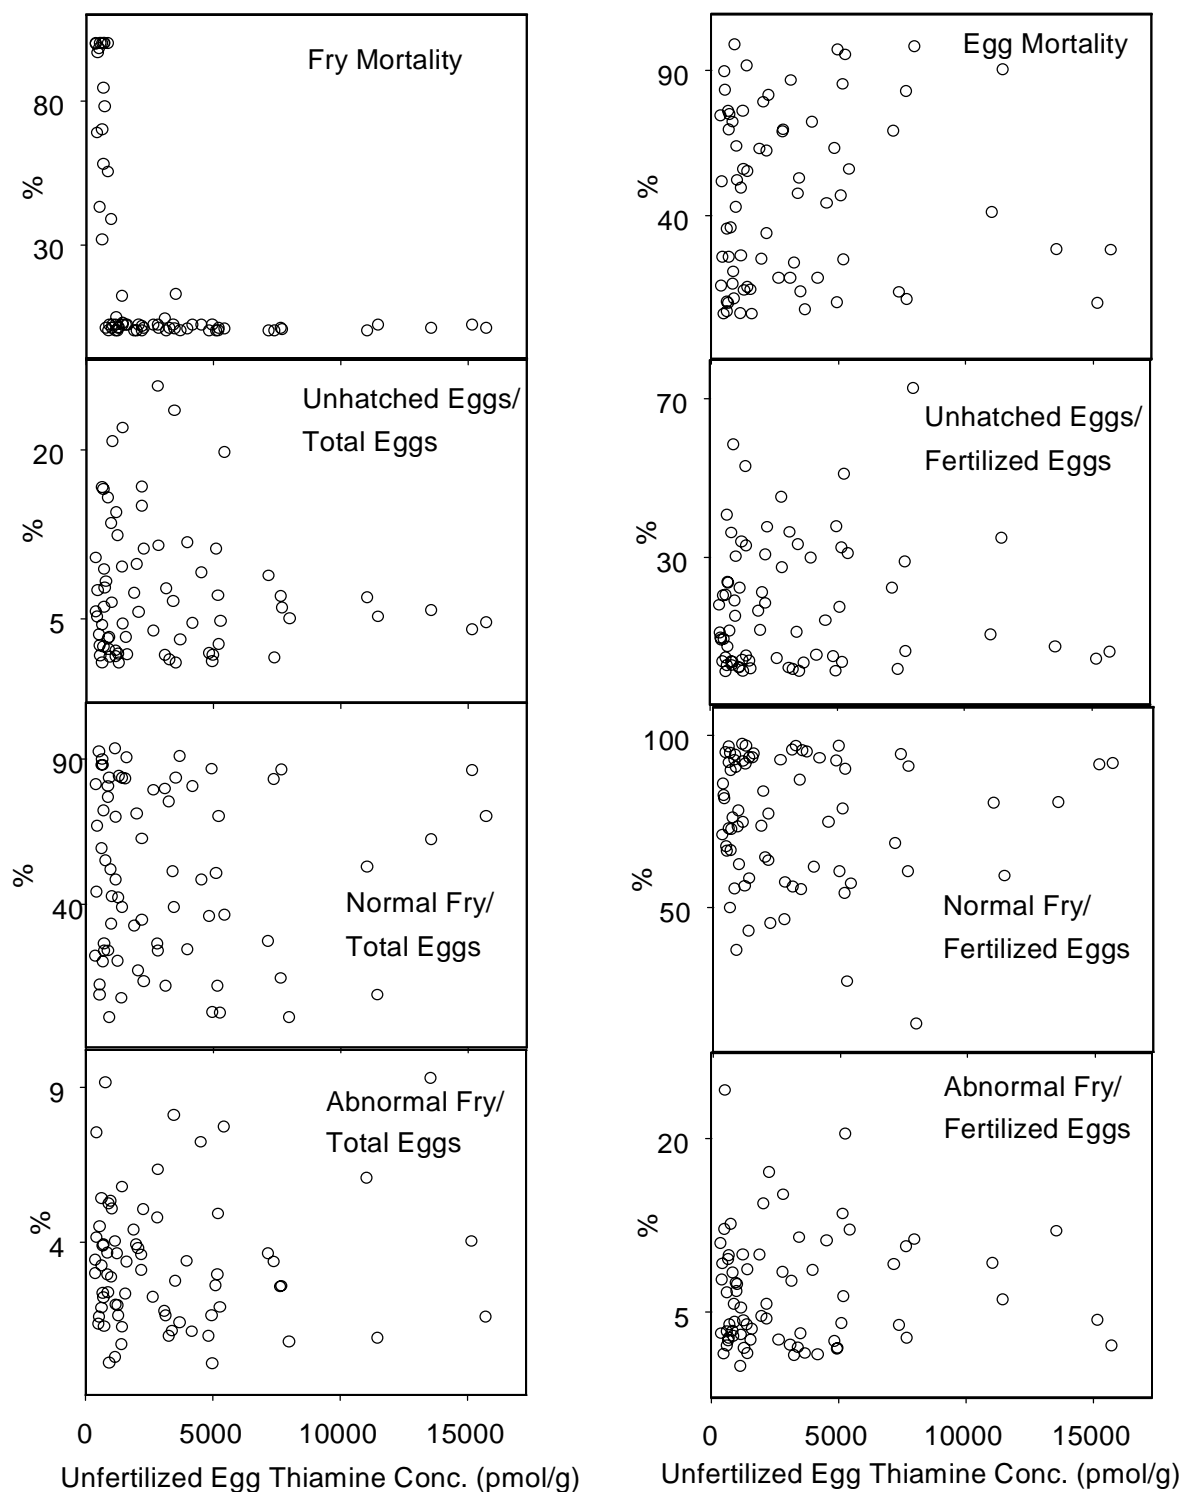 Fry Mortality
80
30
%
Egg Mortality
90
40
%
Unhatched Eggs/
Total Eggs
20
5
%
Unhatched Eggs/
Fertilized Eggs
70
30
%
90
40
%
Normal Fry/
Total Eggs
100
50
%
Normal Fry/
Fertilized Eggs
9
4
%
Abnormal Fry/
Total Eggs
20
5
%
Abnormal Fry/
Fertilized Eggs
0 5000 10000 15000
Unfertilized Egg Thiamine Conc. (pmol/g)
0 5000 10000 15000
Unfertilized Egg Thiamine Conc. (pmol/g)